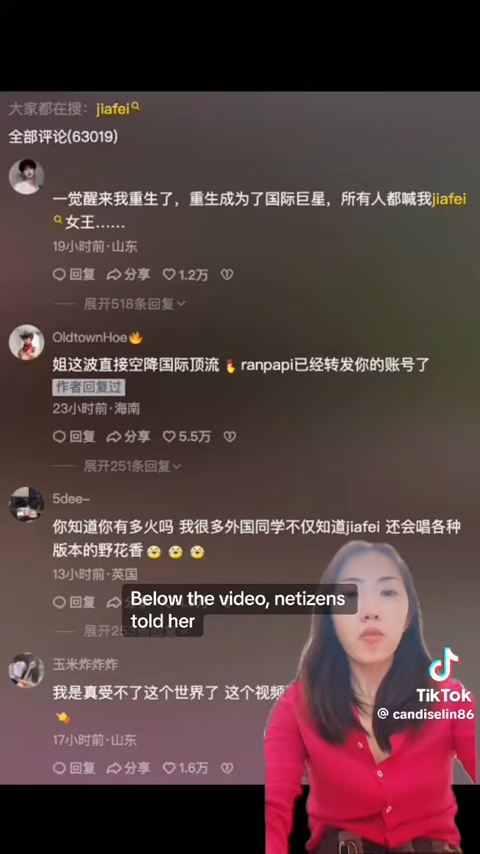 大家都在搜：jiafei
全部评论(63019)
一觉醒来我重生了，重生成为了国际巨星，所有人都喊我jiafei
女王……
19小时前·山东
回复 分享 1.2万
展开518条回复
OldtownHoe🔥
姐这波直接空降国际顶流 ranpapi已经转发你的账号了
作者回复过
23小时前·海南
回复 分享 5.5万
展开251条回复
5dee–
你知道你有多火吗 我很多外国同学不仅知道jiafei 还会唱各种
版本的野花香
13小时前·英国
回复
Below the video, netizens
told her
展开2
玉米炸炸炸
我是真受不了这个世界了 这个视频
17小时前·山东
回复 分享 1.6万
TikTok
@ candiselin86